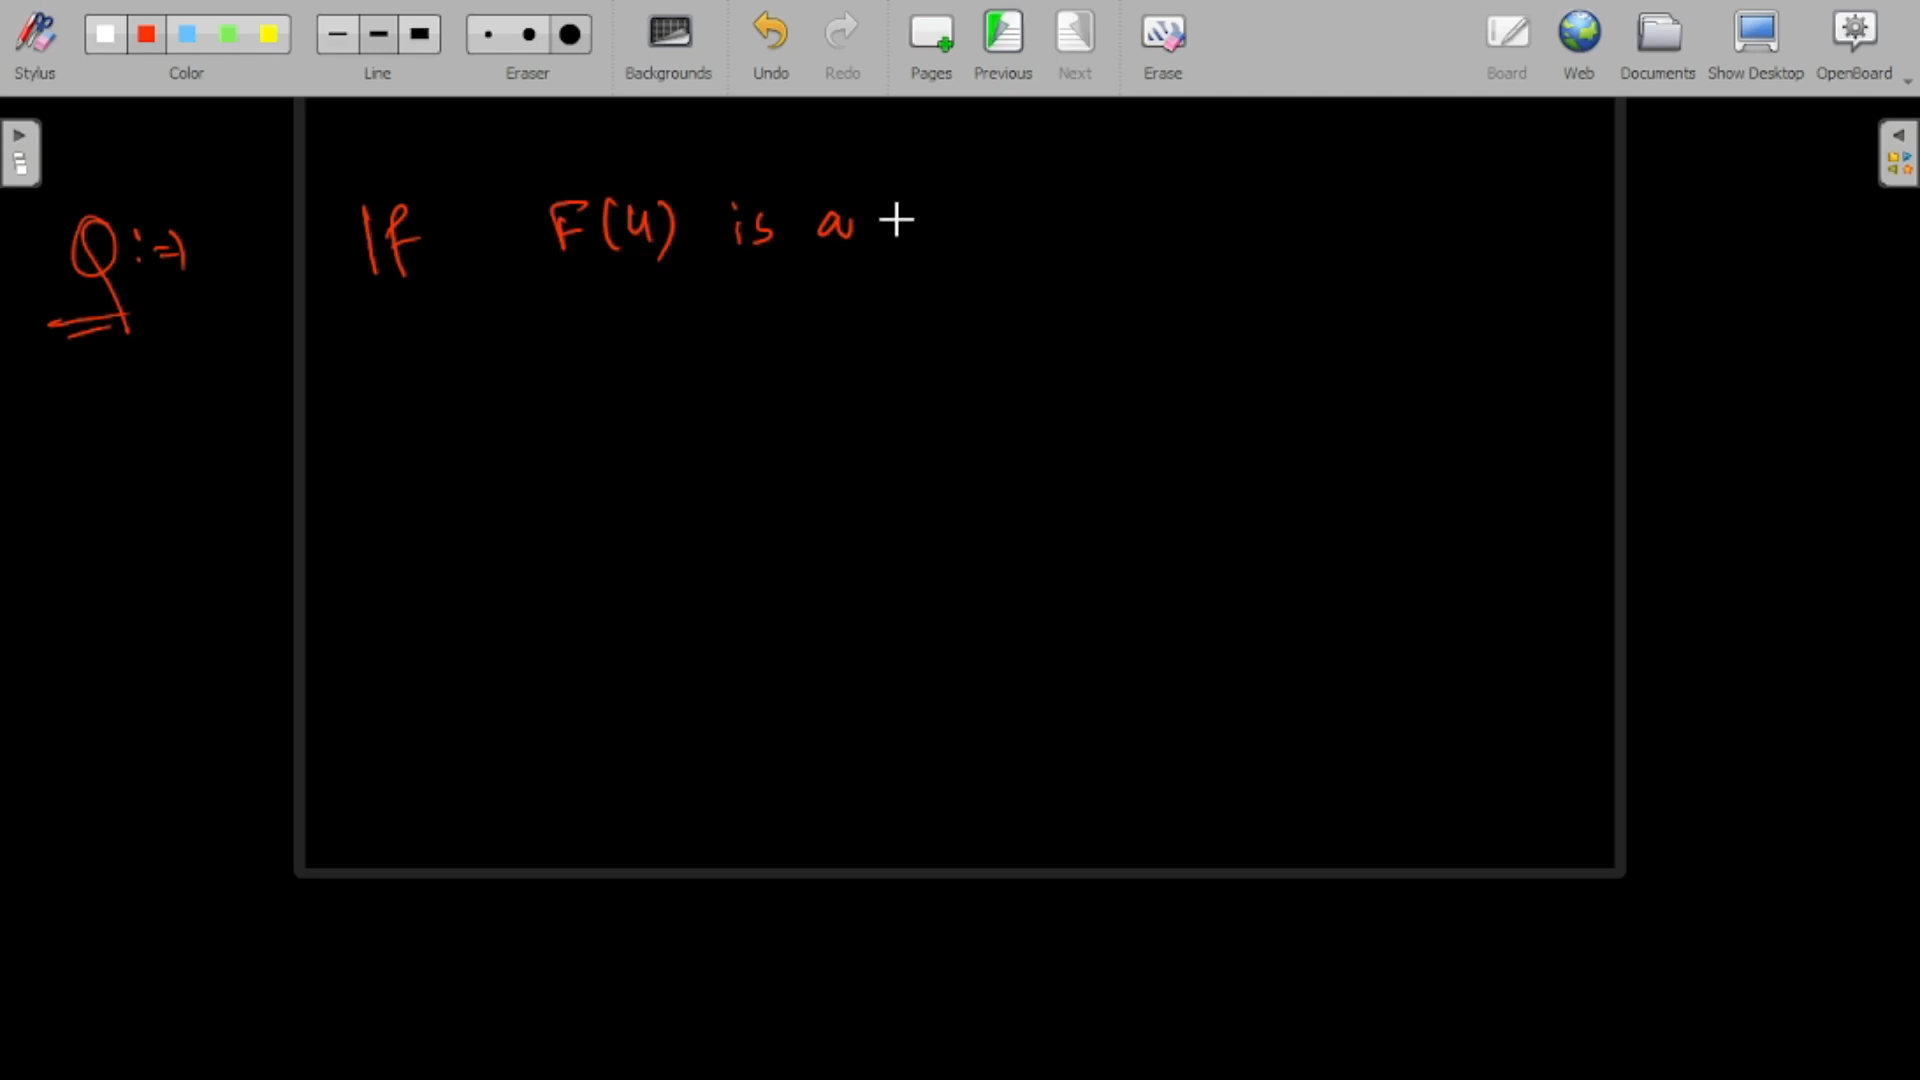 Stylus Color Line Eraser Backgrounds Undo Redo Pages Previous Next Erase Board Web Documents Show Desktop OpenBoard
Q:⇒ If F(u) is a